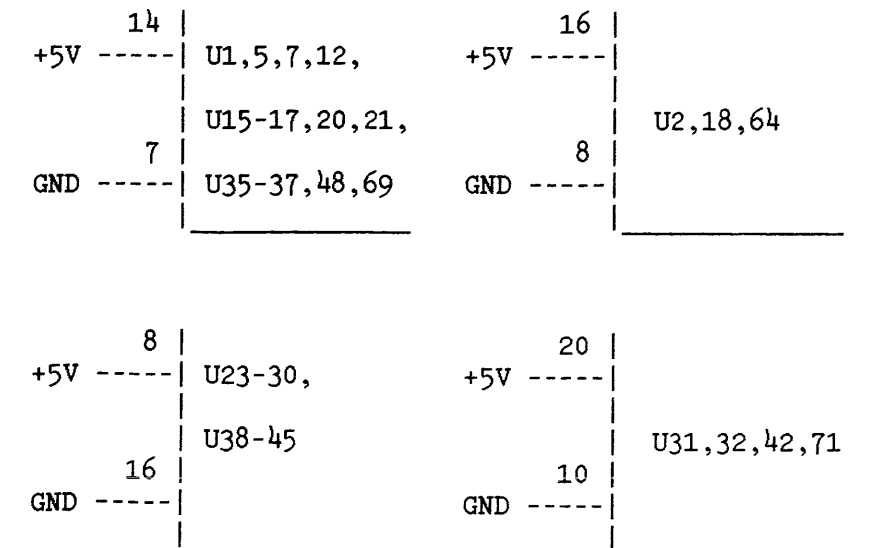 14
+5V ----- U1,5,7,12,
U15-17,20,21,
7
GND ----- U35-37,48,69
16
+5V -----
U2,18,64
8
GND -----
8
+5V ----- U23-30,
U38-45
16
GND -----
20
+5V -----
U31,32,42,71
10
GND -----